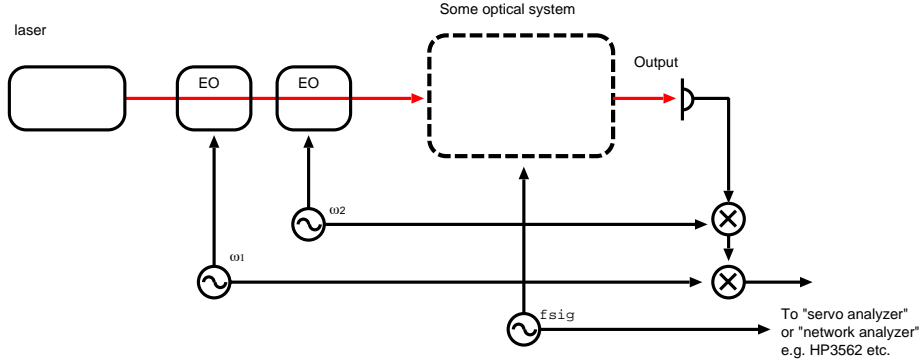 Some optical system
laser
Output
EO
EO
ω2
ω1
fsig
To "servo analyzer"
or "network analyzer"
e.g. HP3562 etc.